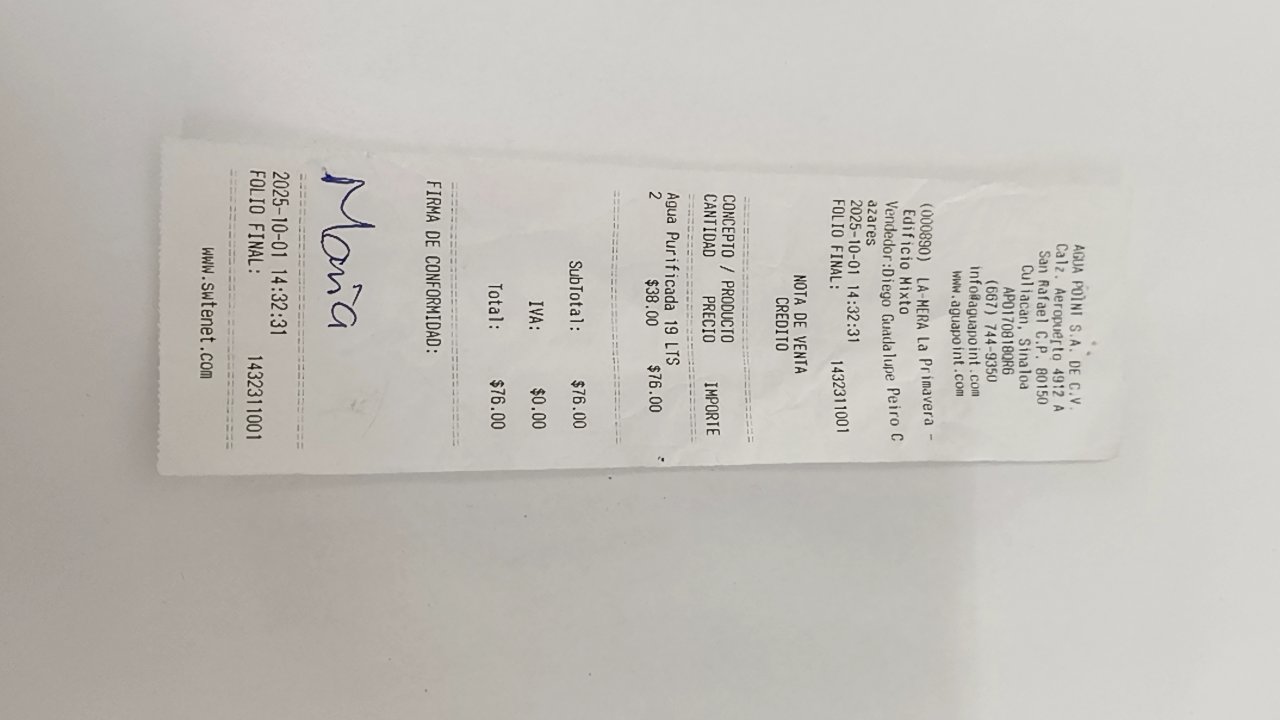 AGUA POINT S.A. DE C.V.
Calz. Aeropuerto 4912 A
San Rafael C.P. 80150
Culiacan, Sinaloa
APO170818QR6
(667) 744-9350
info@aguapoint.com
www.aguapoint.com
(000890) LA-MERA La Primavera -
Edificio Mixto
Vendedor:Diego Guadalupe Peiro C
azares
2025-10-01 14:32:31
FOLIO FINAL: 1432311001
NOTA DE VENTA
CREDITO
CONCEPTO / PRODUCTO
CANTIDAD PRECIO IMPORTE
Agua Purificada 19 LTS
2 $38.00 $76.00
SubTotal: $76.00
IVA: $0.00
Total: $76.00
FIRMA DE CONFORMIDAD:
Maria
2025-10-01 14:32:31
FOLIO FINAL: 1432311001
www.swtenet.com